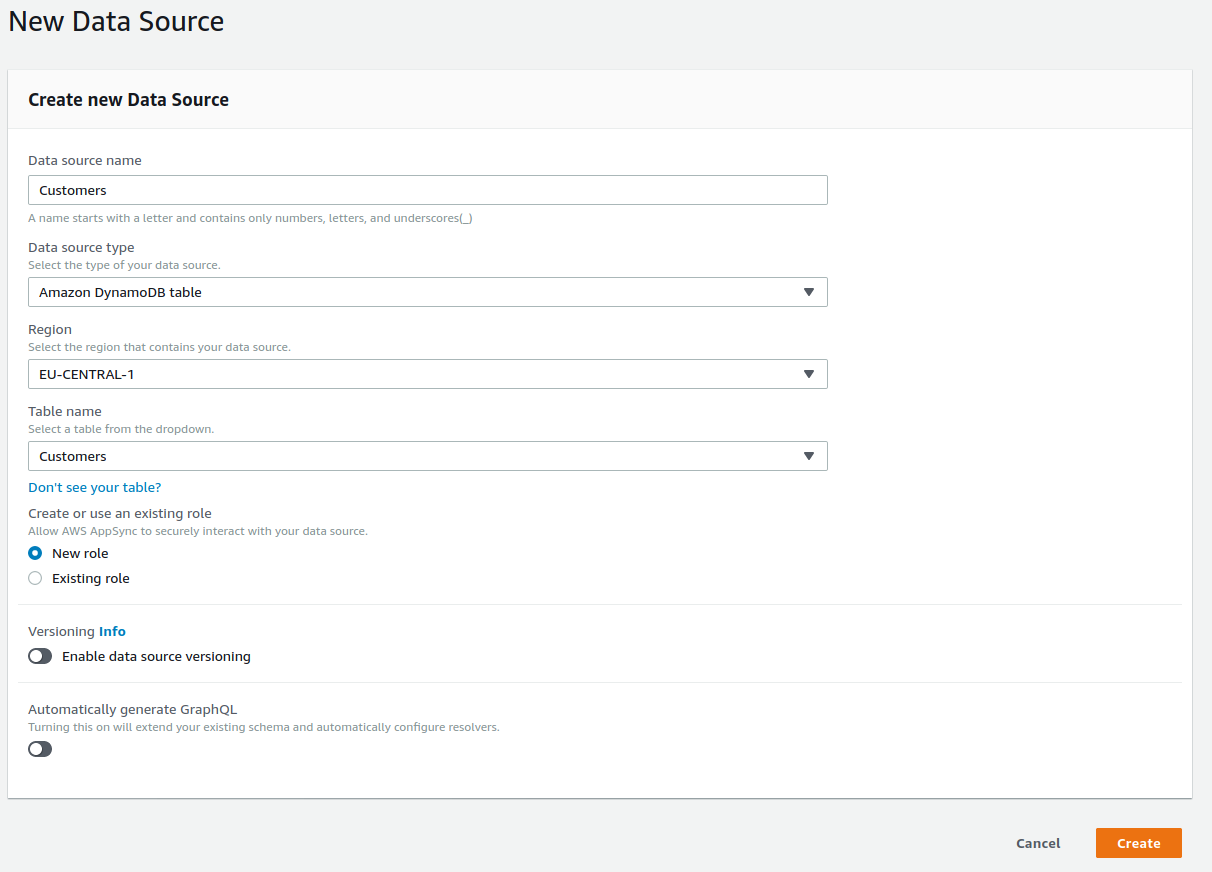 New Data Source
Create new Data Source
Data source name
Customers
A name starts with a letter and contains only numbers, letters, and underscores(_)
Data source type
Select the type of your data source.
Amazon DynamoDB table
Region
Select the region that contains your data source.
EU-CENTRAL-1
Table name
Select a table from the dropdown.
Customers
Don't see your table?
Create or use an existing role
Allow AWS AppSync to securely interact with your data source.
New role
Existing role
Versioning Info
Enable data source versioning
Automatically generate GraphQL
Turning this on will extend your existing schema and automatically configure resolvers.
Cancel Create